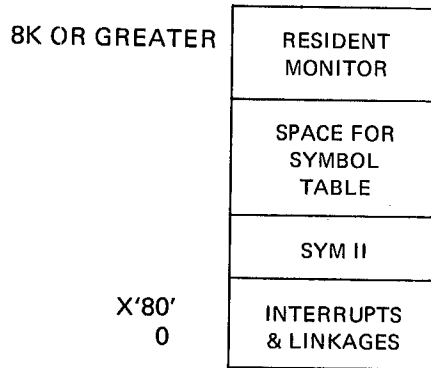 8K OR GREATER
RESIDENT
MONITOR
SPACE FOR
SYMBOL
TABLE
SYM II
X'80'
0
INTERRUPTS
& LINKAGES